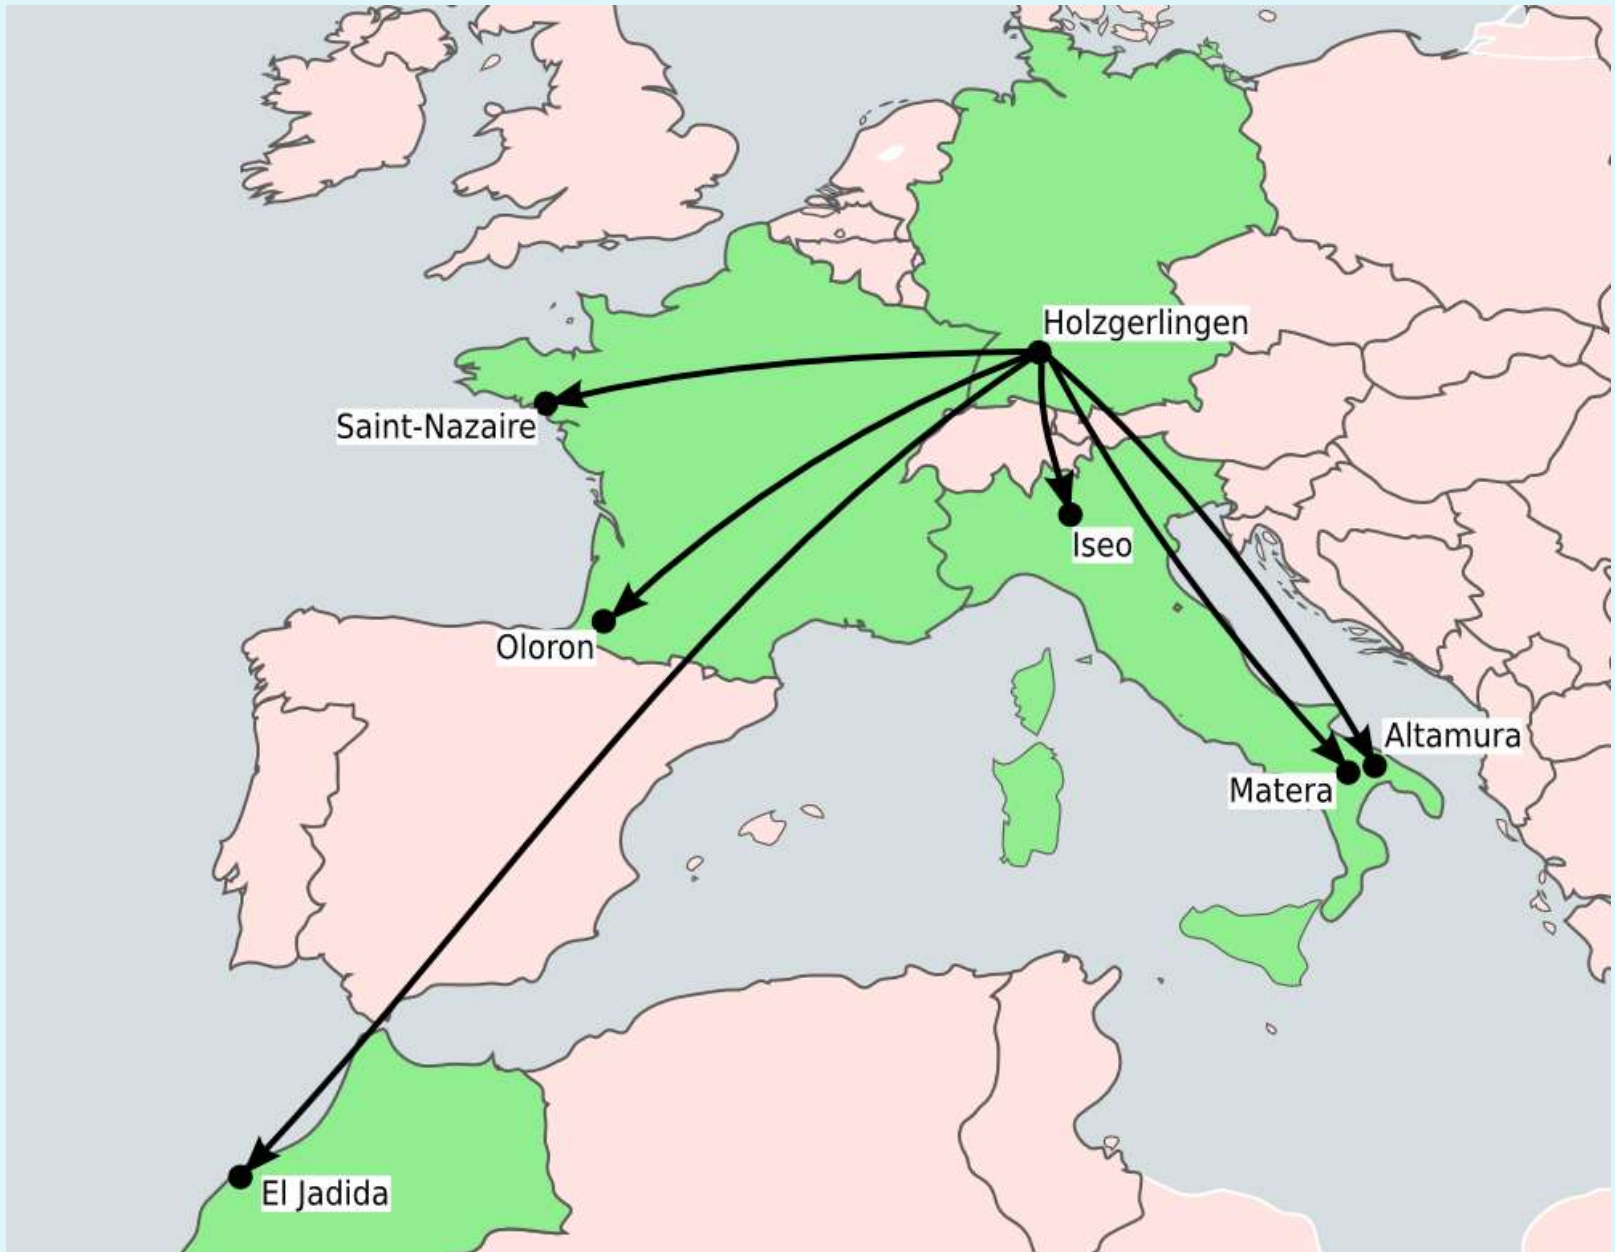 Holzgerlingen
Saint-Nazaire
Iseo
Oloron
Altamura
Matera
El Jadida